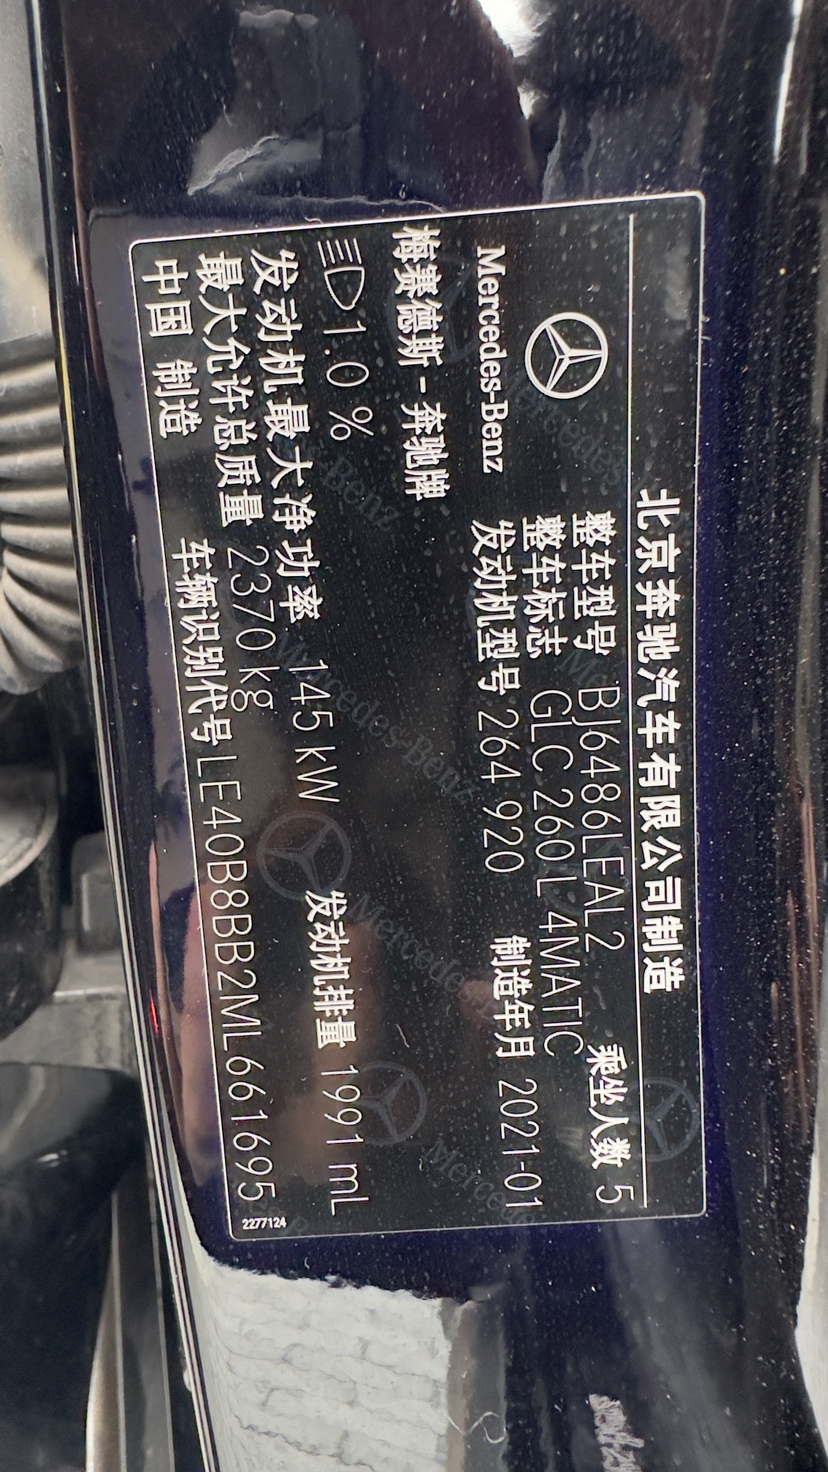 北京奔驰汽车有限公司制造
整车型号 BJ6486LEAL2 乘坐人数 5
整车标志 GLC 260 L 4MATIC
Mercedes-Benz 发动机型号 264 920 制造年月 2021-01
梅赛德斯-奔驰牌
1.0 %
发动机最大净功率 145 kW 发动机排量 1991 mL
最大允许总质量 2370 kg
中国 制造 车辆识别代号 LE40B8BB2ML661695
2277124